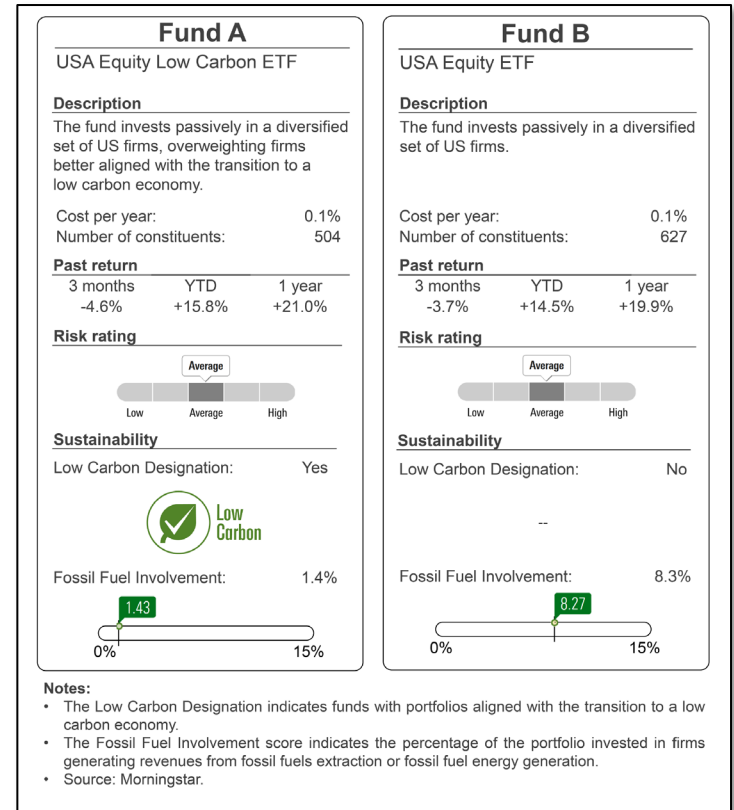 Fund A
USA Equity Low Carbon ETF
Description
The fund invests passively in a diversified
set of US firms, overweighting firms
better aligned with the transition to a
low carbon economy.
Cost per year: 0.1%
Number of constituents: 504
Past return
3 months YTD 1 year
-4.6% +15.8% +21.0%
Risk rating
Average
Low Average High
Sustainability
Low Carbon Designation: Yes
Low
Carbon
Fossil Fuel Involvement: 1.4%
1.43
0% 15%
Fund B
USA Equity ETF
Description
The fund invests passively in a diversified
set of US firms.
Cost per year: 0.1%
Number of constituents: 627
Past return
3 months YTD 1 year
-3.7% +14.5% +19.9%
Risk rating
Average
Low Average High
Sustainability
Low Carbon Designation: No
--
Fossil Fuel Involvement: 8.3%
8.27
0% 15%
Notes:
• The Low Carbon Designation indicates funds with portfolios aligned with the transition to a low
carbon economy.
• The Fossil Fuel Involvement score indicates the percentage of the portfolio invested in firms
generating revenues from fossil fuels extraction or fossil fuel energy generation.
• Source: Morningstar.